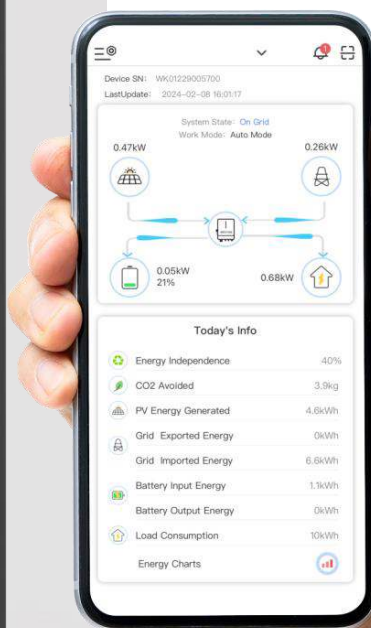 Device SN: WK01229005700
LastUpdate: 2024-02-08 16:01:17
System State: On Grid
Work Mode: Auto Mode
0.47kW
0.26kW
0.05kW
21%
0.68kW
Today's Info
Energy Independence 40%
CO2 Avoided 3.9kg
PV Energy Generated 4.6kWh
Grid Exported Energy 0kWh
Grid Imported Energy 6.6kWh
Battery Input Energy 1.1kWh
Battery Output Energy 0kWh
Load Consumption 10kWh
Energy Charts